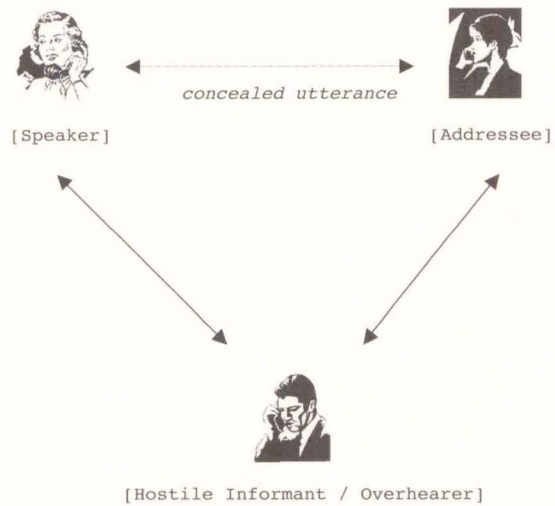 concealed utterance
[Speaker]
[Addressee]
[Hostile Informant / Overhearer]